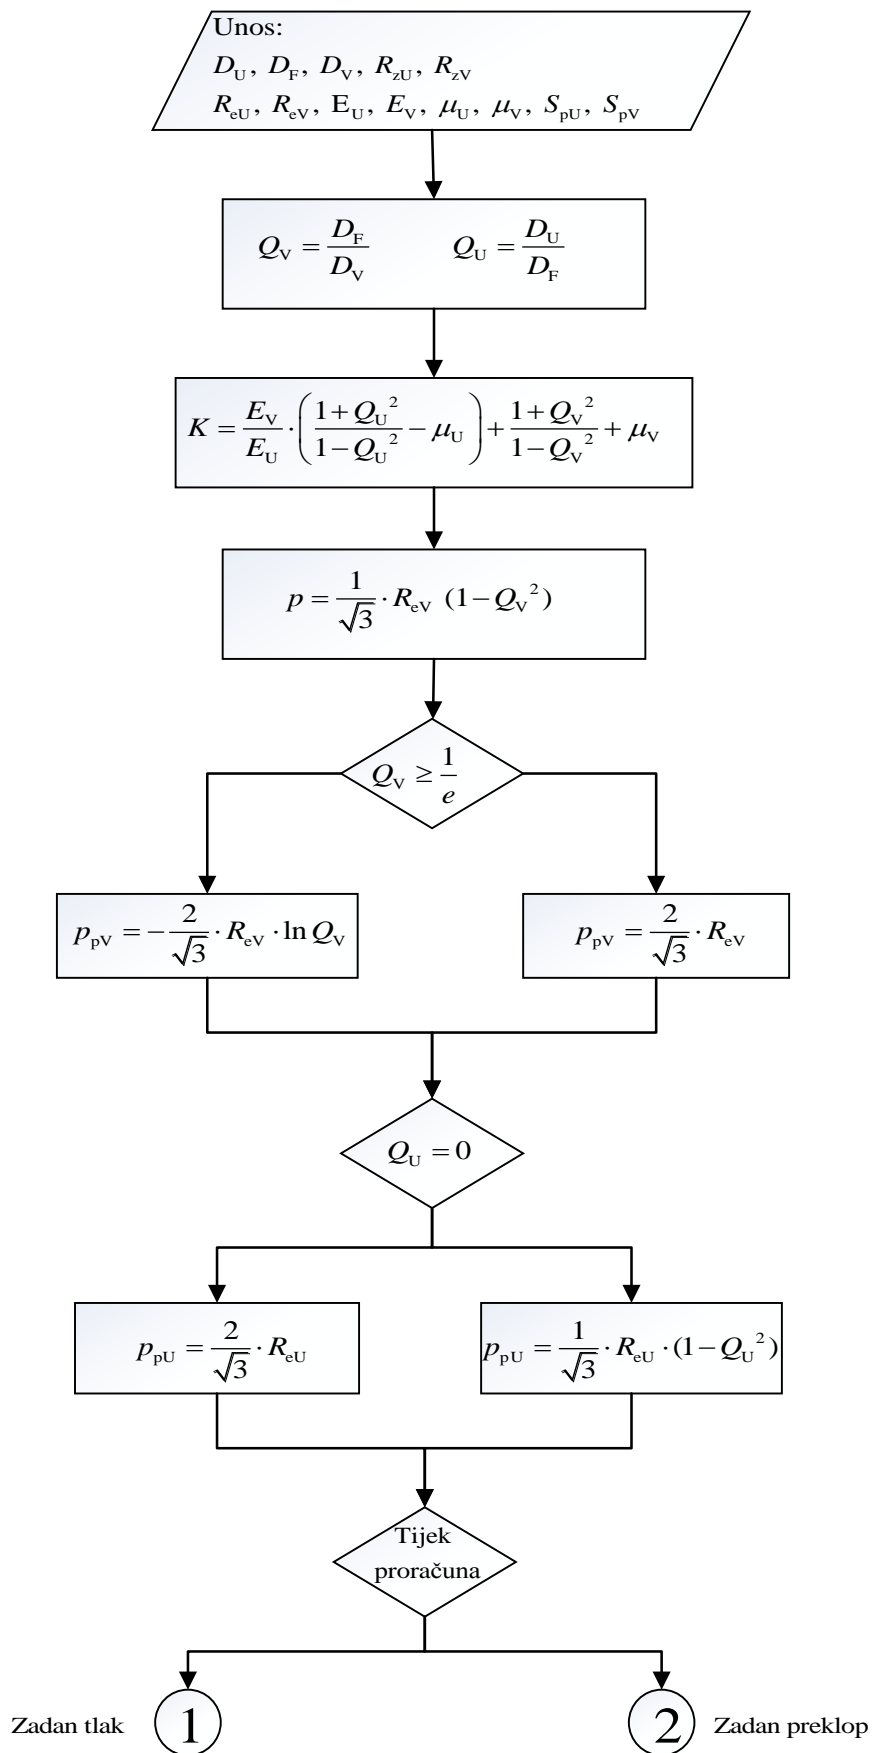 Unos:
D_U, D_F, D_V, R_zU, R_zV
R_eU, R_eV, E_U, E_V, μ_U, μ_V, S_pU, S_pV
Q_V = D_F/D_V Q_U = D_U/D_F
K = E_V/E_U · ((1+Q_U²)/(1−Q_U²) − μ_U) + (1+Q_V²)/(1−Q_V²) + μ_V
p = 1/√3 · R_eV (1−Q_V²)
Q_V ≥ 1/e
p_pV = −2/√3 · R_eV · ln Q_V
p_pV = 2/√3 · R_eV
Q_U = 0
p_pU = 2/√3 · R_eU
p_pU = 1/√3 · R_eU · (1−Q_U²)
Tijek
proračuna
Zadan tlak 1
2 Zadan preklop